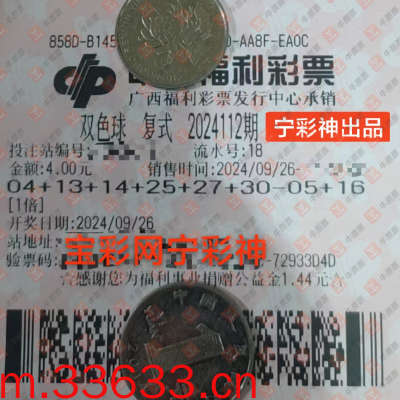 858D-B145 D-AA8F-EA0C
福利彩票
广西福利彩票发行中心承销
双色球 复式 2024112期
宁彩神出品
投注站编号: 流水号:18
金额:4.00元 销售时间:2024/09/26-
04+13+14+25+27+30-05+16
[1倍]
开奖日期:2024/09/26
站地址:
宝彩网宁彩神
验票码: -72933D4D
☆感谢您为福利事业捐赠公益金1.44元☆
m.33633.cn